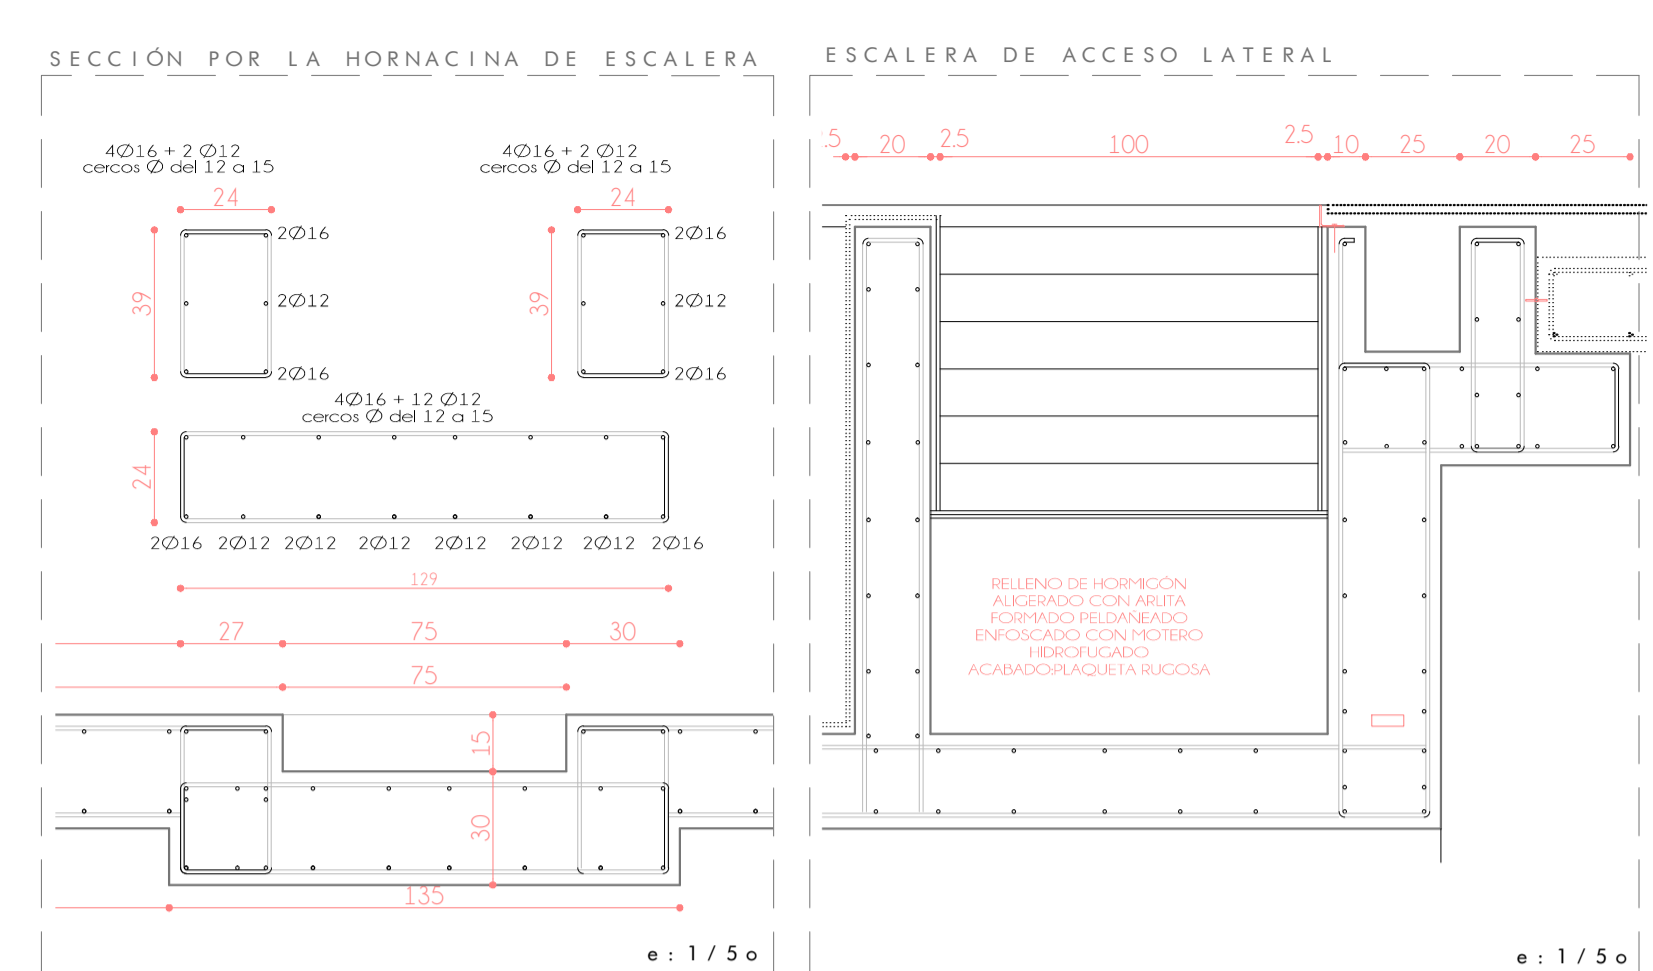 SECCIÓN POR LA HORNACINA DE ESCALERA
4Ø16 + 2 Ø12
cercos Ø del 12 a 15
24
39
2Ø16
2Ø12
2Ø16
4Ø16 + 2 Ø12
cercos Ø del 12 a 15
24
39
2Ø16
2Ø12
2Ø16
4Ø16 + 12 Ø12
cercos Ø del 12 a 15
24
2Ø16 2Ø12 2Ø12 2Ø12 2Ø12 2Ø12 2Ø12 2Ø16
129
27 75 30
75
15
30
135
e: 1/5o
ESCALERA DE ACCESO LATERAL
.5 20 2.5 100 2.5 10 25 20 25
RELLENO DE HORMIGÓN
ALIGERADO CON ARLITA
FORMADO PELDAÑEADO
ENFOSCADO CON MOTERO
HIDROFUGADO
ACABADO:PLAQUETA RUGOSA
e: 1/5o